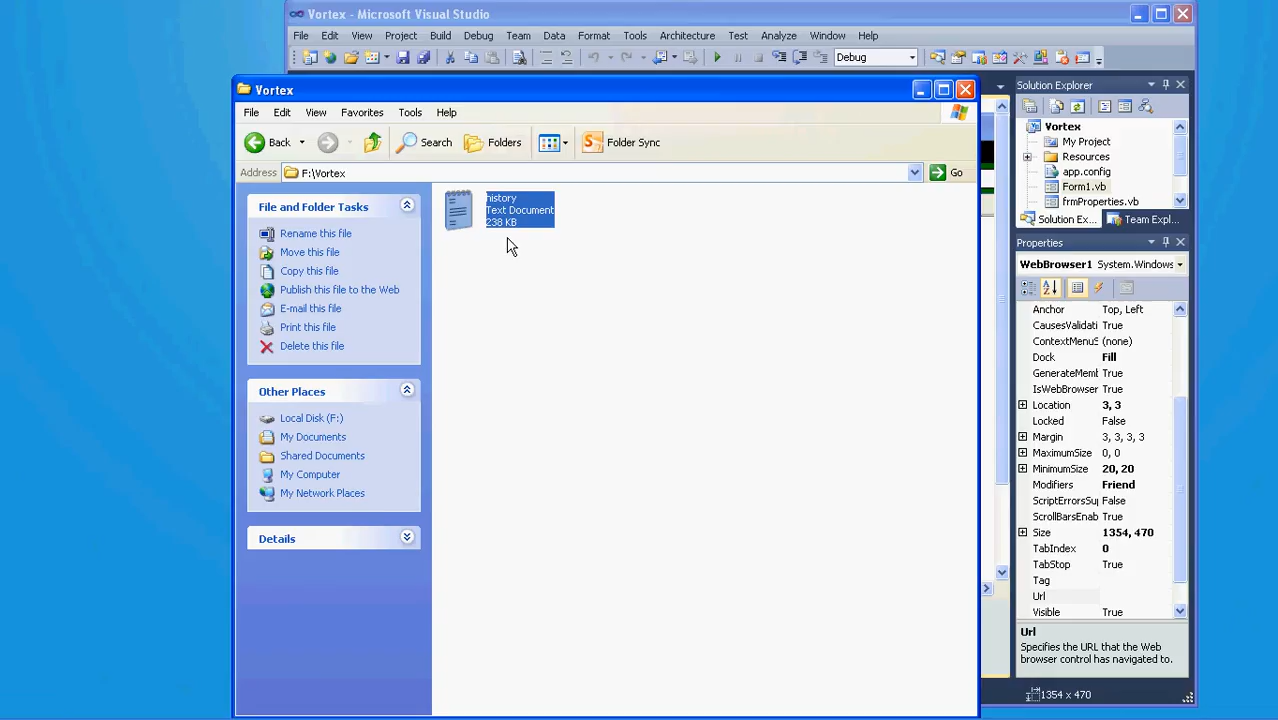 Vortex - Microsoft Visual Studio
File Edit View Project Build Debug Team Data Format Tools Architecture Test Analyze Window Help
Debug
Vortex
File Edit View Favorites Tools Help
Back Search Folders Folder Sync
Address F:\Vortex Go
File and Folder Tasks
Rename this file
Move this file
Copy this file
Publish this file to the Web
E-mail this file
Print this file
Delete this file
Other Places
Local Disk (F:)
My Documents
Shared Documents
My Computer
My Network Places
Details
history
Text Document
238 KB
Solution Explorer
Vortex
My Project
Resources
app.config
Form1.vb
frmProperties.vb
Solution Ex... Team Expl...
Properties
WebBrowser1 System.Windows
Anchor Top, Left
CausesValidati True
ContextMenuS (none)
Dock Fill
GenerateMemb True
IsWebBrowser True
Location 3, 3
Locked False
Margin 3, 3, 3, 3
MaximumSize 0, 0
MinimumSize 20, 20
Modifiers Friend
ScriptErrorsSu False
ScrollBarsEnab True
Size 1354, 470
TabIndex 0
TabStop True
Tag
Url
Visible True
Url
Specifies the URL that the Web
browser control has navigated to.
1354 x 470